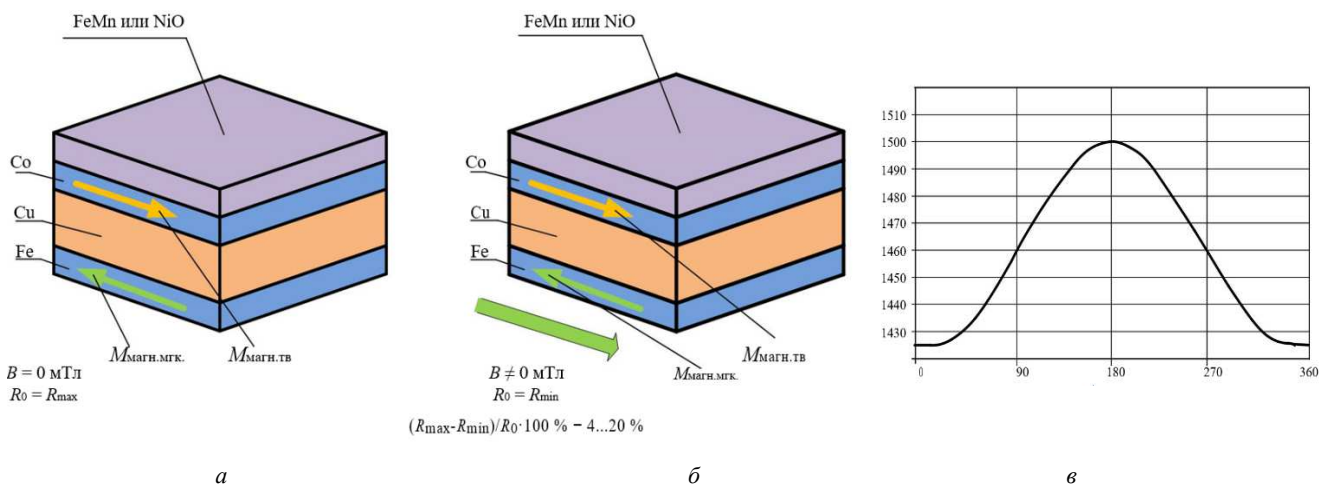 FeMn или NiO
Co
Cu
Fe
Mмагн.мгк.
Mмагн.тв
B = 0 мТл
R0 = Rmax
FeMn или NiO
Co
Cu
Fe
Mмагн.тв
Mмагн.мгк.
B ≠ 0 мТл
R0 = Rmin
(Rmax-Rmin)/R0·100 % − 4...20 %
1510
1500
1490
1480
1470
1460
1450
1440
1430
0 90 180 270 360
а б в